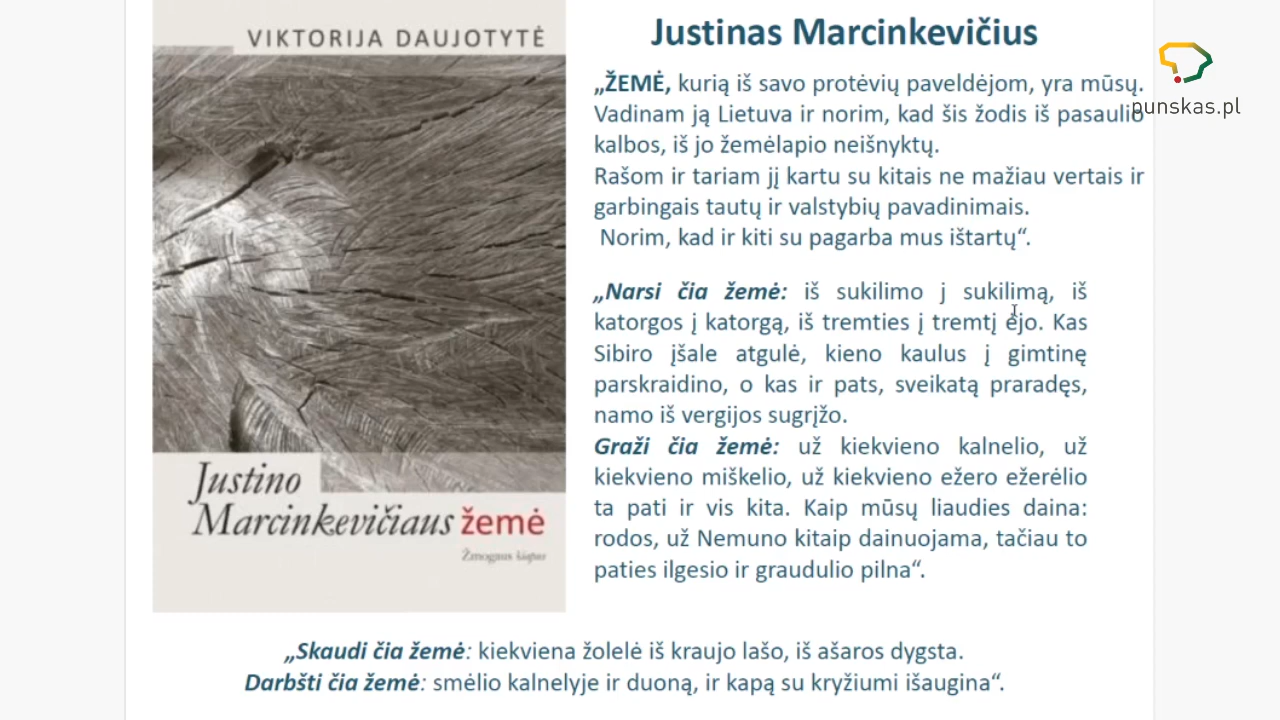 VIKTORIJA DAUJOTYTĖ
Justino
Marcinkevičiaus žemė
Žmogaus
Justinas Marcinkevičius
„ŽEMĖ, kurią iš savo protėvių paveldėjom, yra mūsų.
Vadinam ją Lietuva ir norim, kad šis žodis iš pasaulio
kalbos, iš jo žemėlapio neišnyktų.
Rašom ir tariam jį kartu su kitais ne mažiau vertais ir
garbingais tautų ir valstybių pavadinimais.
Norim, kad ir kiti su pagarba mus ištartų“.
„Narsi čia žemė: iš sukilimo į sukilimą, iš
katorgos į katorgą, iš tremties į tremtį ėjo. Kas
Sibiro įšale atgulė, kieno kaulus į gimtinę
parskraidino, o kas ir pats, sveikatą praradęs,
namo iš vergijos sugrįžo.
Graži čia žemė: už kiekvieno kalnelio, už
kiekvieno miškelio, už kiekvieno ežero ežerėlio
ta pati ir vis kita. Kaip mūsų liaudies daina:
rodos, už Nemuno kitaip dainuojama, tačiau to
paties ilgesio ir graudulio pilna“.
„Skaudi čia žemė: kiekviena žolelė iš kraujo lašo, iš ašaros dygsta.
Darbšti čia žemė: smėlio kalnelyje ir duoną, ir kapą su kryžiumi išaugina“.
punskas.pl